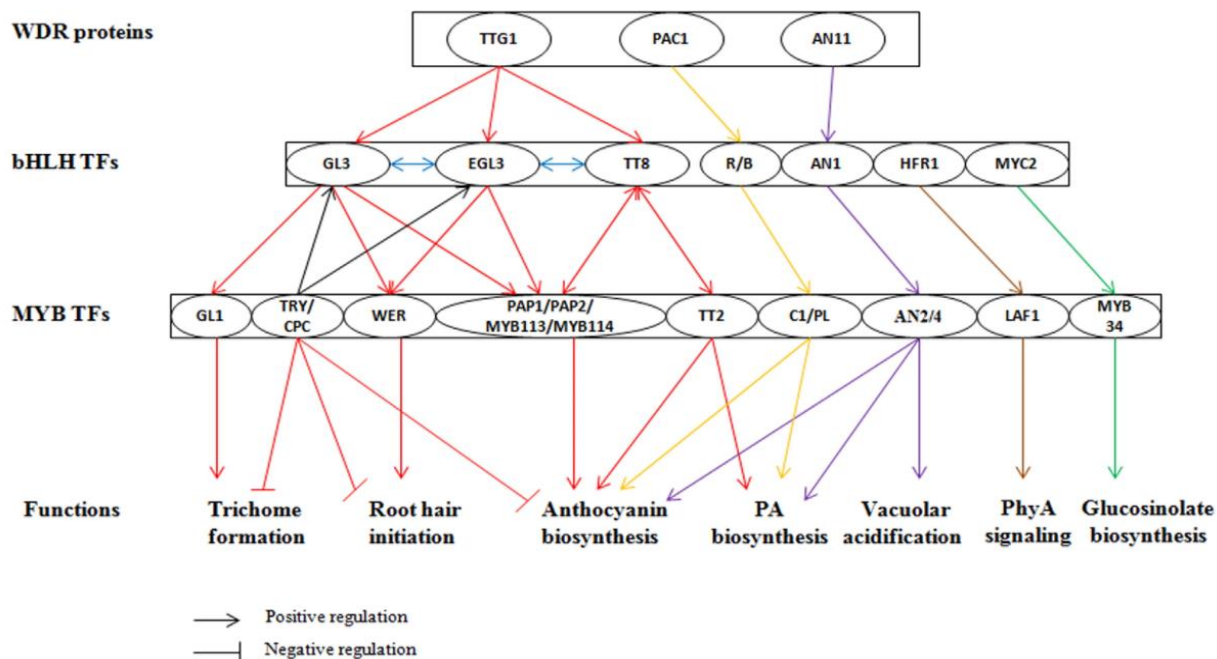 WDR proteins
TTG1 PAC1 AN11
bHLH TFs
GL3 EGL3 TT8 R/B AN1 HFR1 MYC2
MYB TFs
GL1
TRY/
CPC
WER
PAP1/PAP2/
MYB113/MYB114
TT2
C1/PL
AN2/4
LAF1
MYB
34
Functions
Trichome
formation
Root hair
initiation
Anthocyanin
biosynthesis
PA
biosynthesis
Vacuolar
acidification
PhyA
signaling
Glucosinolate
biosynthesis
Positive regulation
Negative regulation